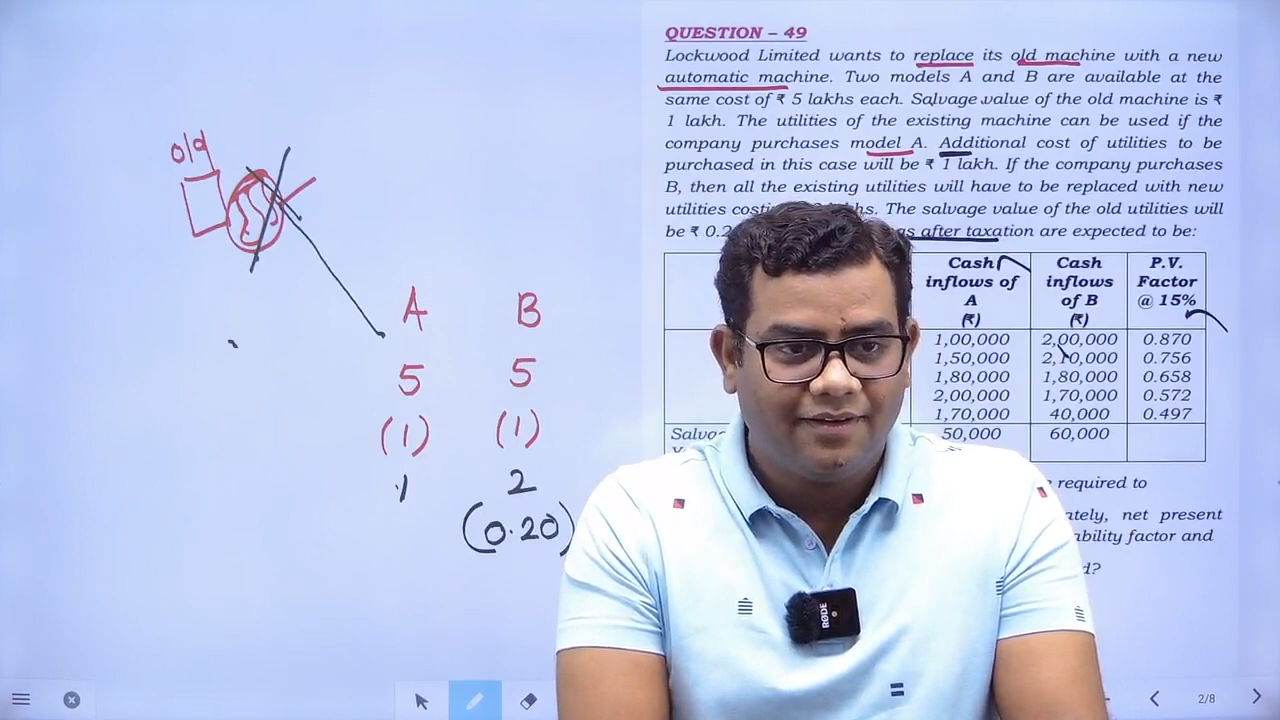 QUESTION – 49
Lockwood Limited wants to replace its old machine with a new
automatic machine. Two models A and B are available at the
same cost of ₹ 5 lakhs each. Salvage value of the old machine is ₹
1 lakh. The utilities of the existing machine can be used if the
company purchases model A. Additional cost of utilities to be
purchased in this case will be ₹ 1 lakh. If the company purchases
B, then all the existing utilities will have to be replaced with new
utilities The salvage value of the old utilities will
be ₹ after taxation are expected to be:
Cash inflows of A (₹) Cash inflows of B (₹) P.V. Factor @ 15%
1,00,000 2,00,000 0.870
1,50,000 2,10,000 0.756
1,80,000 1,80,000 0.658
2,00,000 1,70,000 0.572
1,70,000 40,000 0.497
50,000 60,000
required to
net present
factor and
old
A B
5 5
(1) (1)
1 2
(0.20)
RODE
2/8